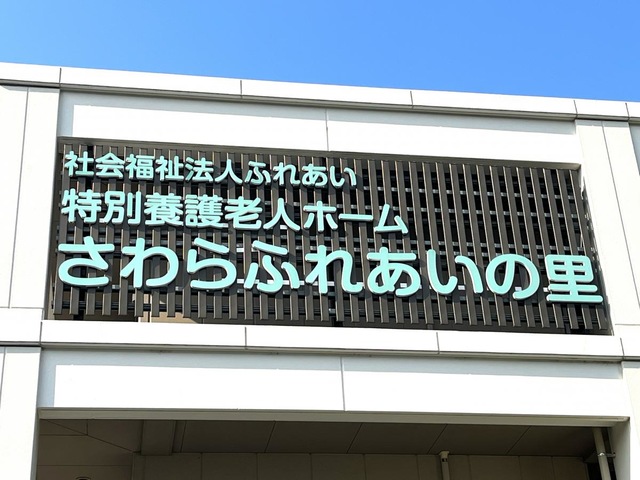 社会福祉法人ふれあい
特別養護老人ホーム
さわらふれあいの里